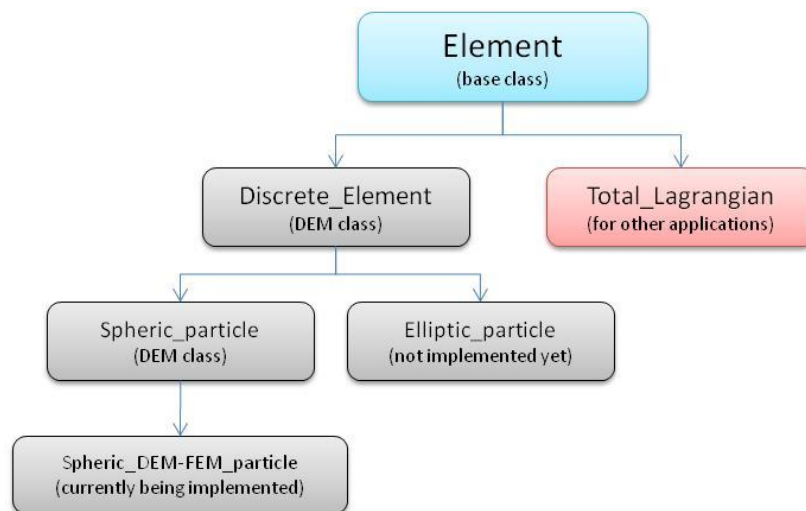 Element
(base class)
Discrete_Element
(DEM class)
Total_Lagrangian
(for other applications)
Spheric_particle
(DEM class)
Elliptic_particle
(not implemented yet)
Spheric_DEM-FEM_particle
(currently being implemented)